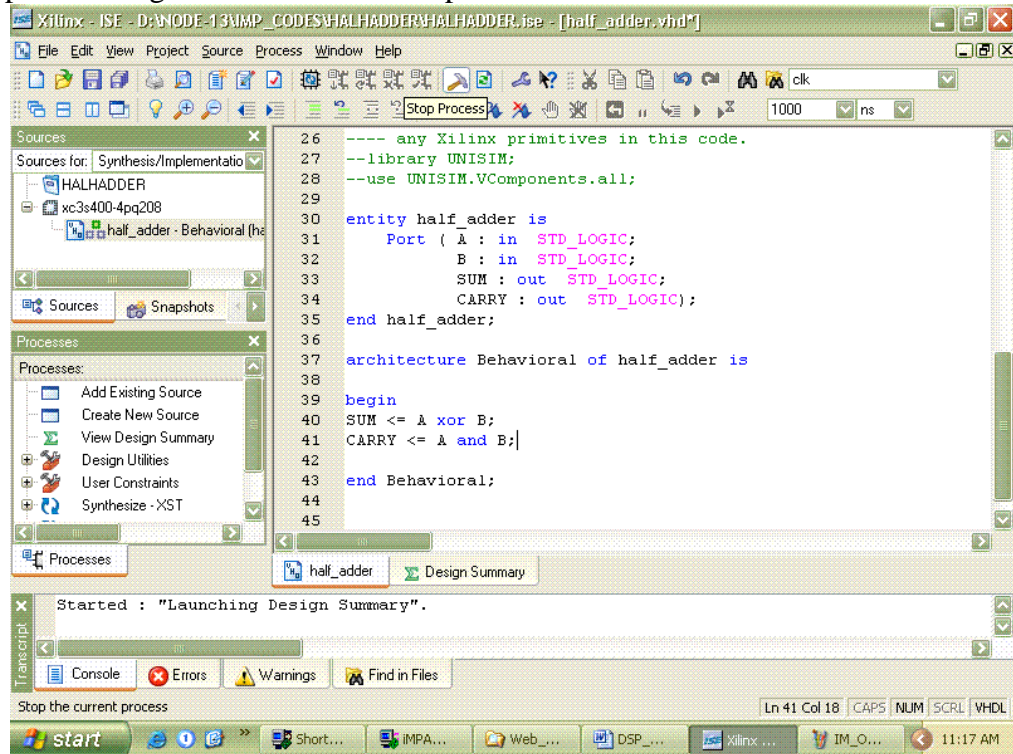 Xilinx - ISE - D:\NODE-13\IMP_CODES\HALHADDER\HALHADDER.ise - [half_adder.vhd*]
File Edit View Project Source Process Window Help
clk
Stop Process
1000 ns
Sources
Sources for: Synthesis/Implementatio
HALHADDER
xc3s400-4pq208
half_adder - Behavioral (ha
Sources Snapshots
Processes
Processes:
Add Existing Source
Create New Source
View Design Summary
Design Utilities
User Constraints
Synthesize - XST
Processes
26 ---- any Xilinx primitives in this code.
27 --library UNISIM;
28 --use UNISIM.VComponents.all;
29
30 entity half_adder is
31 Port ( A : in STD_LOGIC;
32 B : in STD_LOGIC;
33 SUM : out STD_LOGIC;
34 CARRY : out STD_LOGIC);
35 end half_adder;
36
37 architecture Behavioral of half_adder is
38
39 begin
40 SUM <= A xor B;
41 CARRY <= A and B;
42
43 end Behavioral;
44
45
half_adder Design Summary
Started : "Launching Design Summary".
Transcript
Console Errors Warnings Find in Files
Stop the current process
Ln 41 Col 18 CAPS NUM SCRL VHDL
start Short... iMPA... Web_... DSP_... Xilinx ... IM_O... 11:17 AM